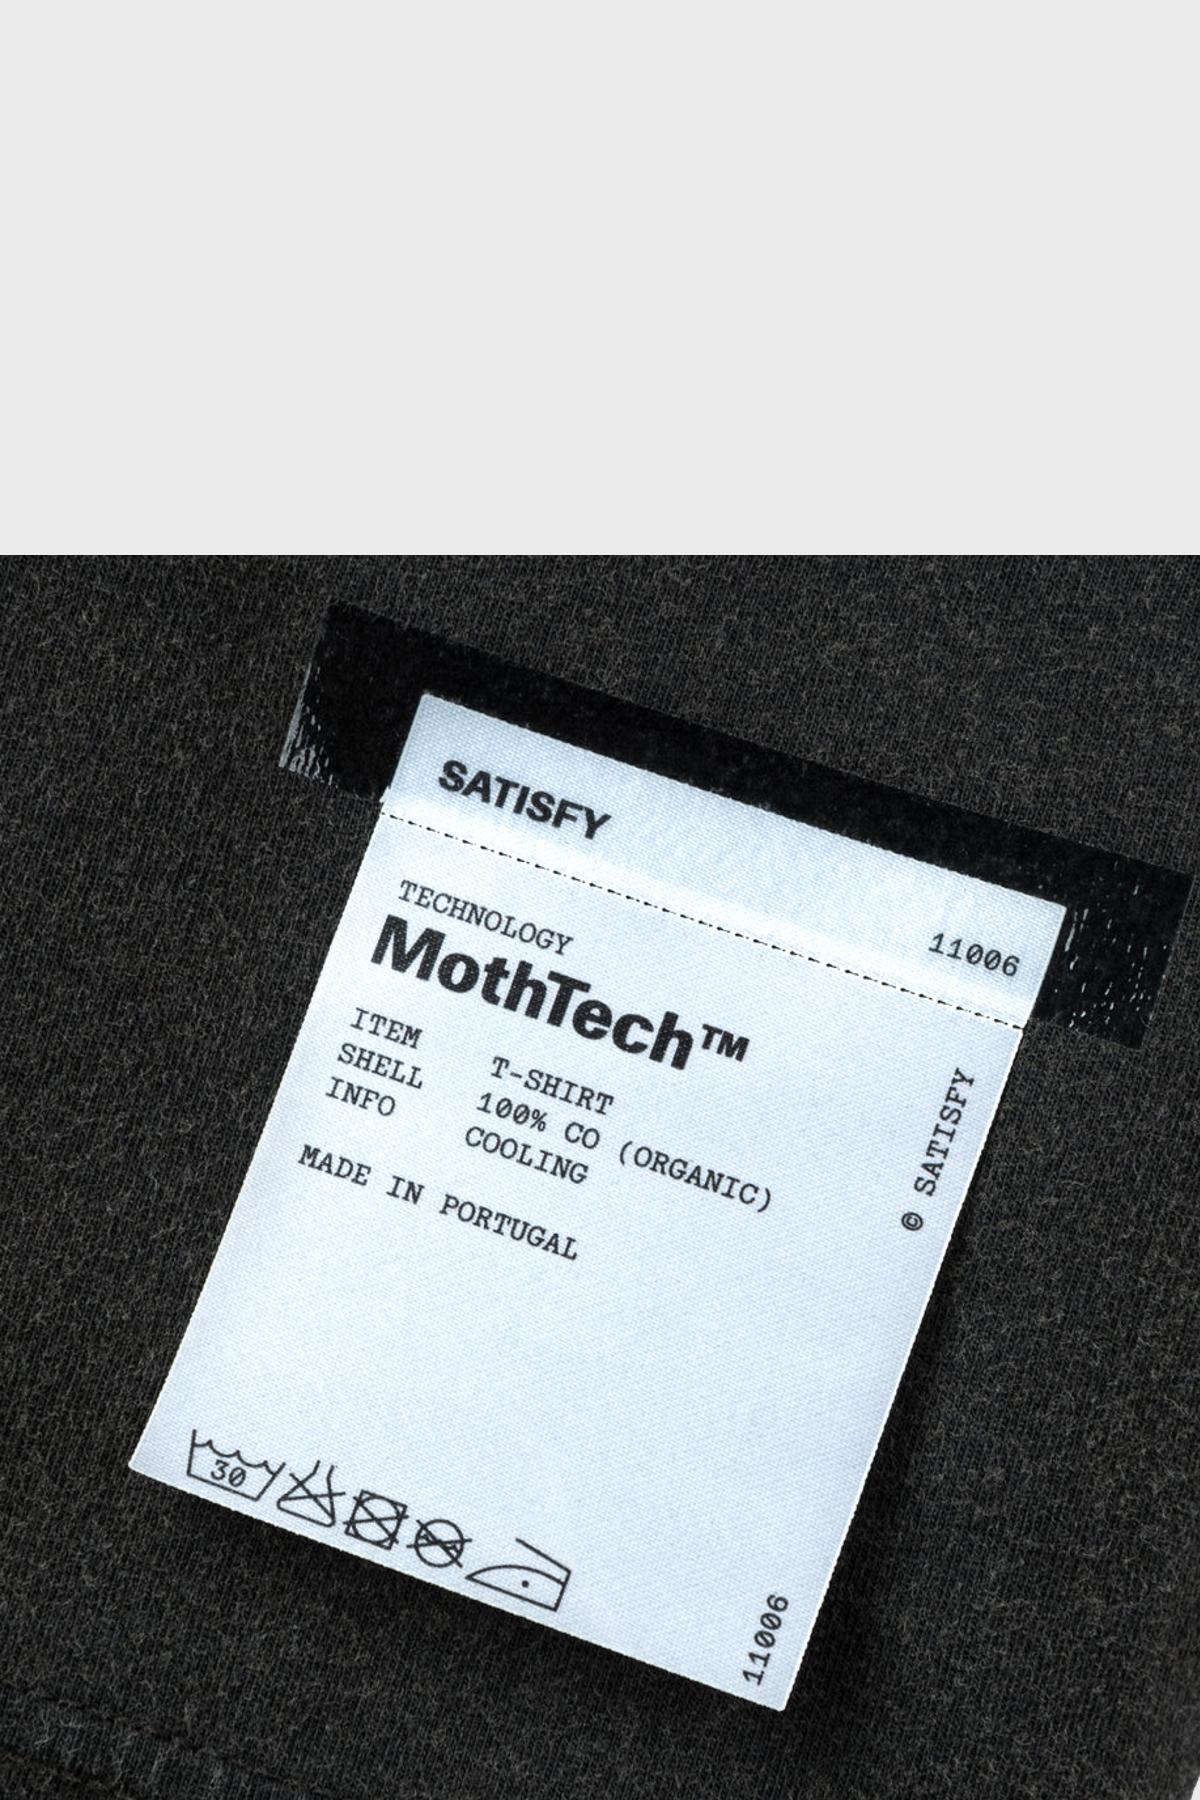 SATISFY
11006
TECHNOLOGY
MothTech™
ITEM T-SHIRT
SHELL 100% CO (ORGANIC)
INFO COOLING
MADE IN PORTUGAL
© SATISFY
30
11006